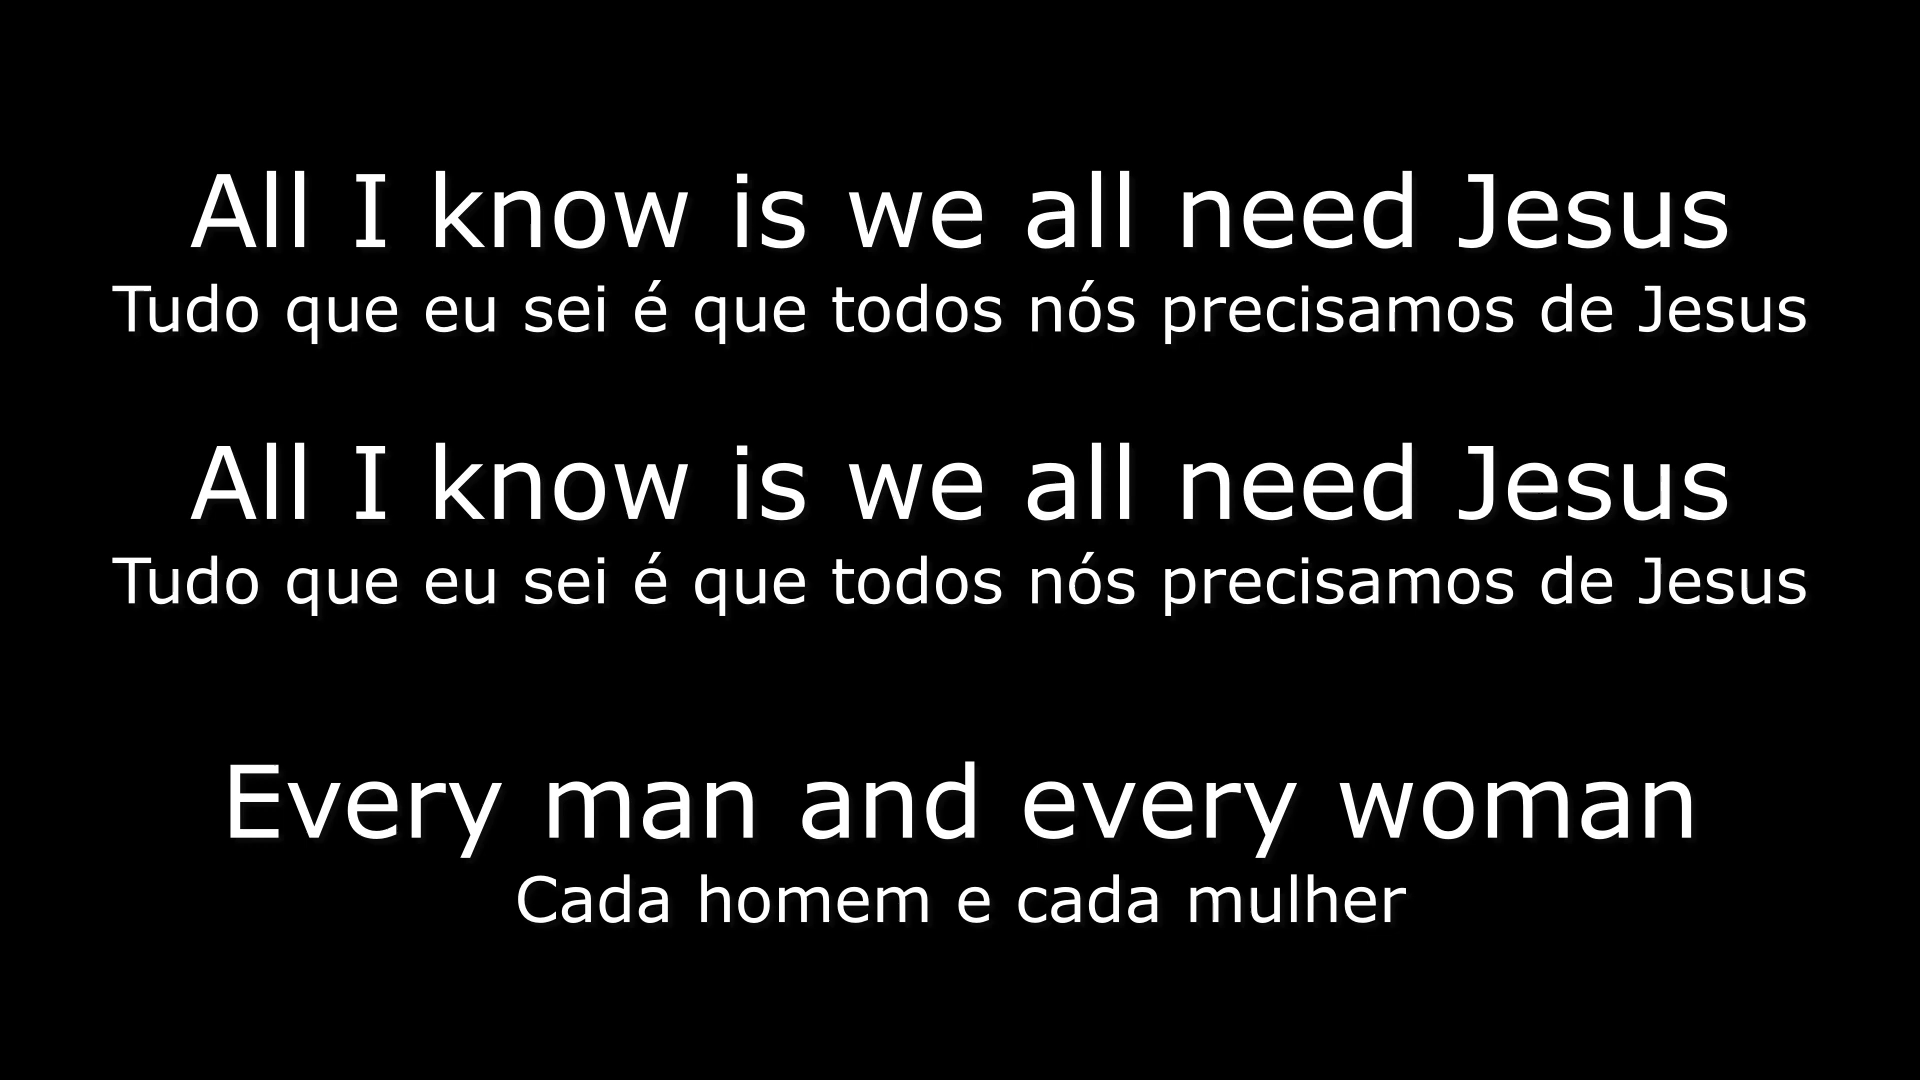 All I know is we all need Jesus
Tudo que eu sei é que todos nós precisamos de Jesus
All I know is we all need Jesus
Tudo que eu sei é que todos nós precisamos de Jesus
Every man and every woman
Cada homem e cada mulher